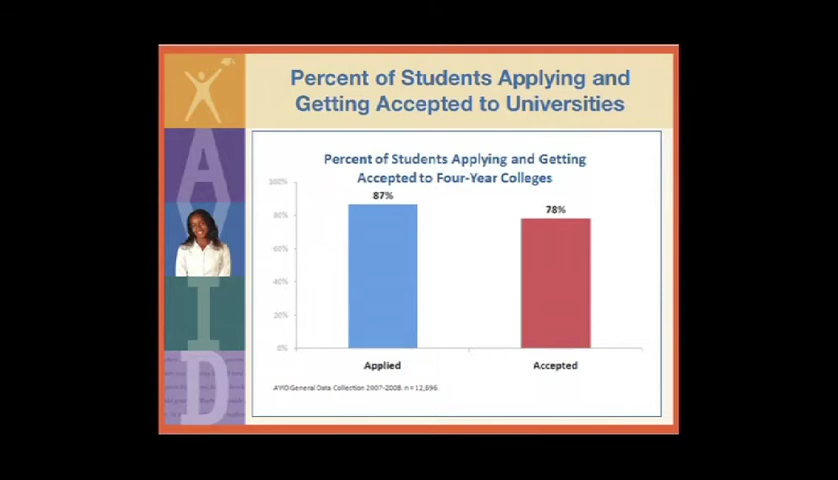 Percent of Students Applying and
Getting Accepted to Universities
AVID
Percent of Students Applying and Getting
Accepted to Four-Year Colleges
100%
80%
60%
40%
20%
0%
87%
78%
Applied
Accepted
AVID General Data Collection 2007-2008. n = 12,696.